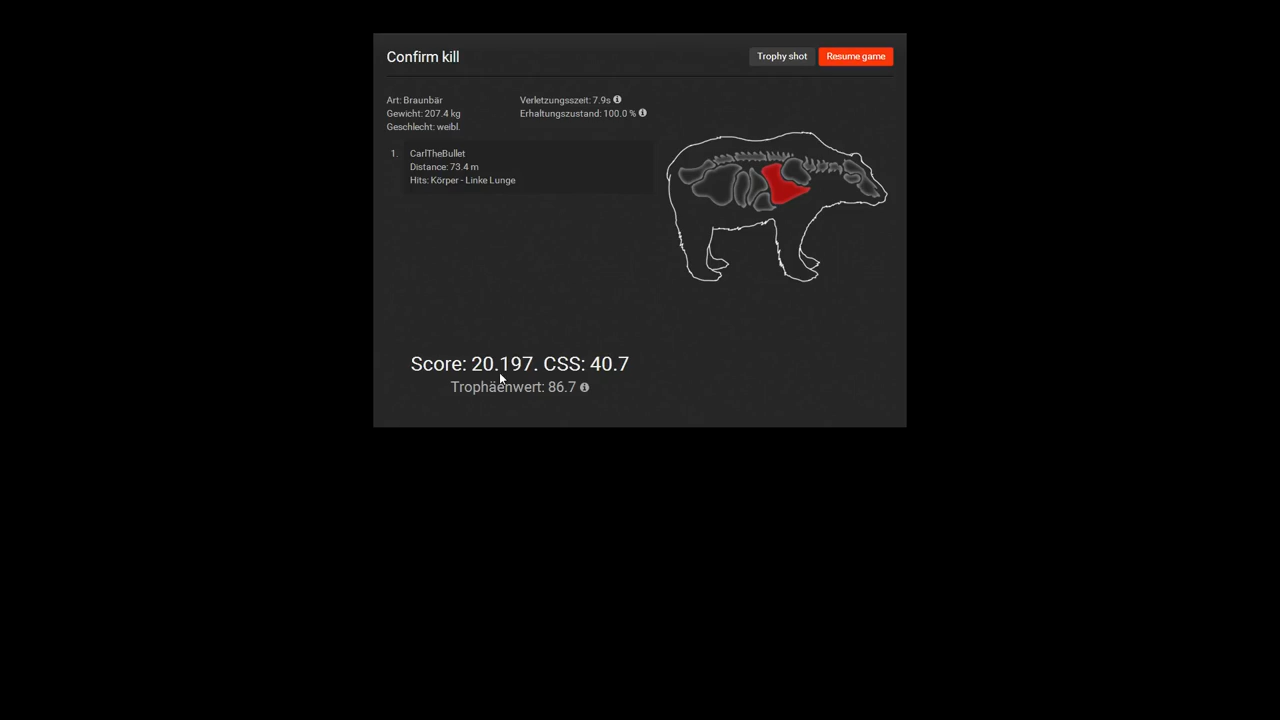 Confirm kill
Trophy shot
Resume game
Art: Braunbär
Gewicht: 207.4 kg
Geschlecht: weibl.
Verletzungsszeit: 7.9s
Erhaltungszustand: 100.0 %
1. CarlTheBullet
Distance: 73.4 m
Hits: Körper - Linke Lunge
Score: 20.197. CSS: 40.7
Trophäenwert: 86.7